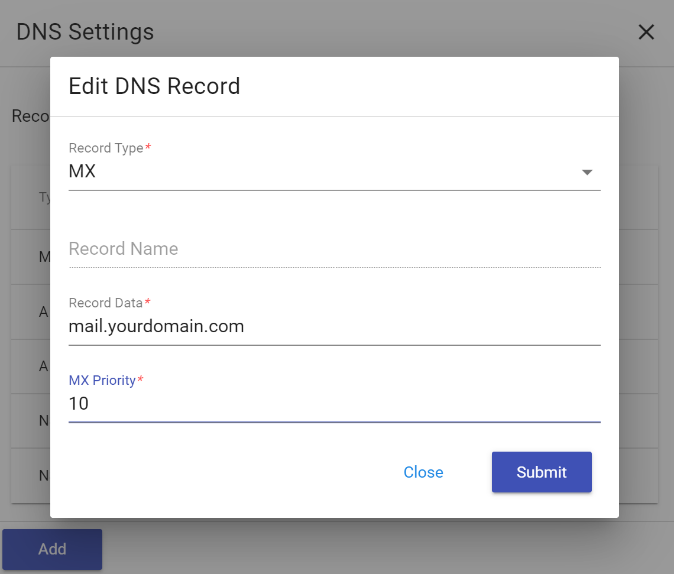 DNS Settings
Edit DNS Record
Record Type*
MX
Record Name
Record Data*
mail.yourdomain.com
MX Priority*
10
Close
Submit
Add